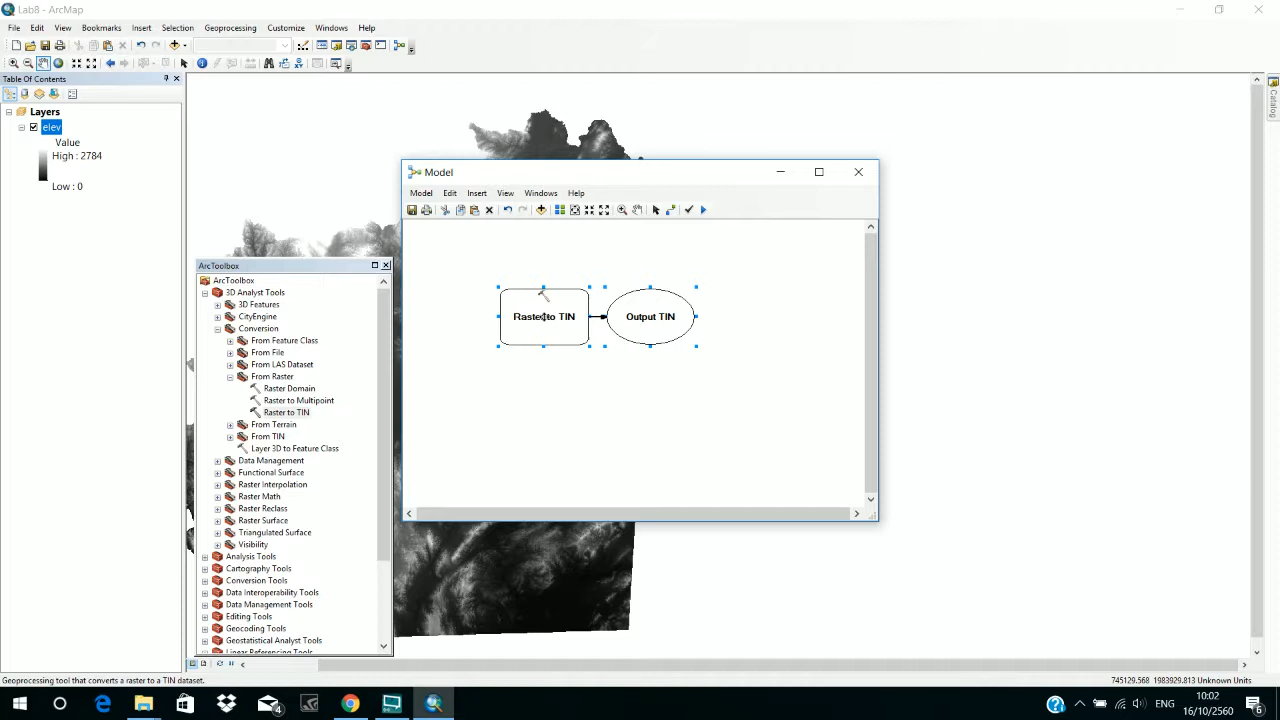 Lab8 - ArcMap
File Edit View Bookmarks Insert Selection Geoprocessing Customize Windows Help
Table Of Contents
Layers
elev
Value
High : 2784
Low : 0
Catalog
Model
Model Edit Insert View Windows Help
Raster to TIN
Output TIN
ArcToolbox
ArcToolbox
3D Analyst Tools
3D Features
CityEngine
Conversion
From Feature Class
From File
From LAS Dataset
From Raster
Raster Domain
Raster to Multipoint
Raster to TIN
From Terrain
From TIN
Layer 3D to Feature Class
Data Management
Functional Surface
Raster Interpolation
Raster Math
Raster Reclass
Raster Surface
Triangulated Surface
Visibility
Analysis Tools
Cartography Tools
Conversion Tools
Data Interoperability Tools
Data Management Tools
Editing Tools
Geocoding Tools
Geostatistical Analyst Tools
Linear Referencing Tools
Geoprocessing tool that converts a raster to a TIN dataset.
745129.568 1983929.813 Unknown Units
4
ENG
10:02
16/10/2560
6